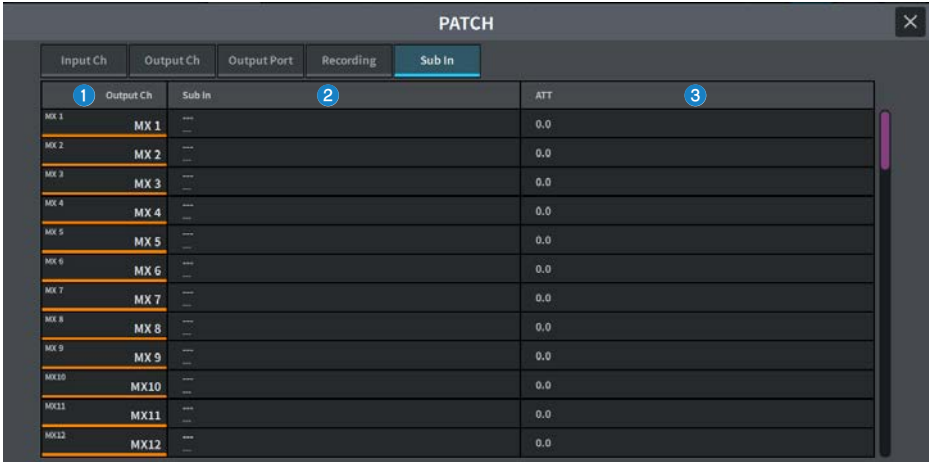 PATCH
Input Ch Output Ch Output Port Recording Sub In
1 Output Ch Sub In 2 ATT 3
MX 1 MX 1 --- --- 0.0
MX 2 MX 2 --- --- 0.0
MX 3 MX 3 --- --- 0.0
MX 4 MX 4 --- --- 0.0
MX 5 MX 5 --- --- 0.0
MX 6 MX 6 --- --- 0.0
MX 7 MX 7 --- --- 0.0
MX 8 MX 8 --- --- 0.0
MX 9 MX 9 --- --- 0.0
MX10 MX10 --- --- 0.0
MX11 MX11 --- --- 0.0
MX12 MX12 --- --- 0.0